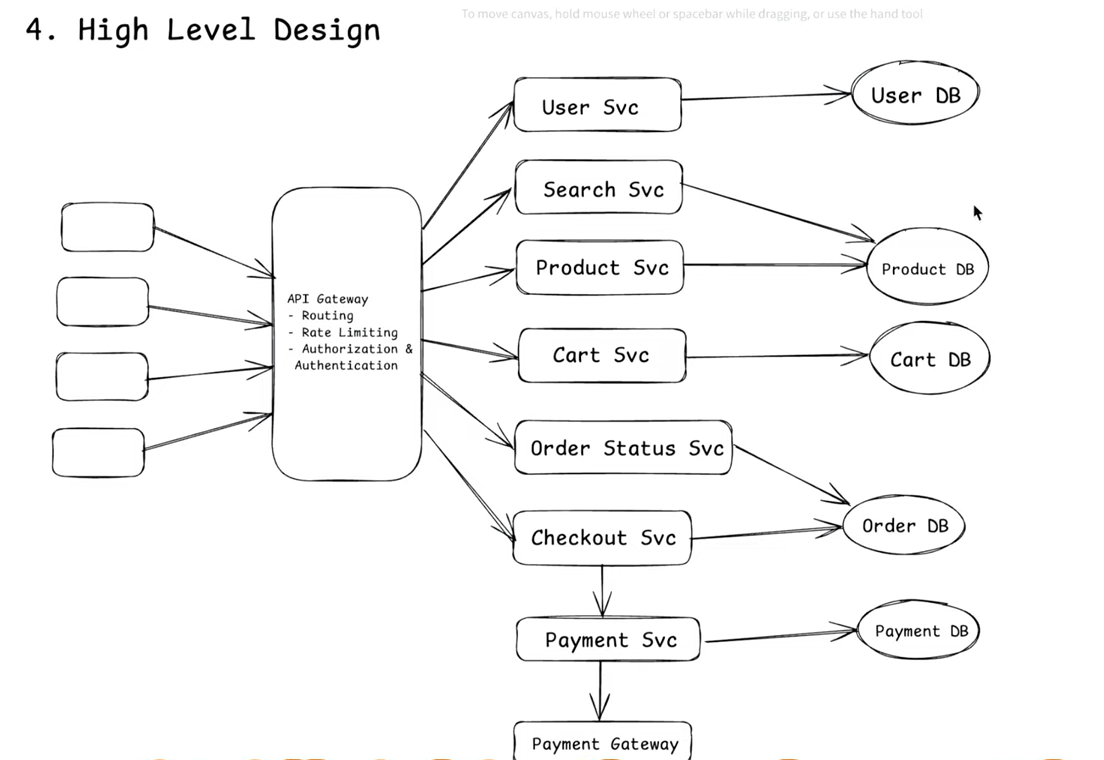 To move canvas, hold mouse wheel or spacebar while dragging, or use the hand tool
4. High Level Design
User Svc
User DB
Search Svc
Product Svc
Product DB
API Gateway
- Routing
- Rate Limiting
- Authorization &
Authentication
Cart Svc
Cart DB
Order Status Svc
Order DB
Checkout Svc
Payment Svc
Payment DB
Payment Gateway